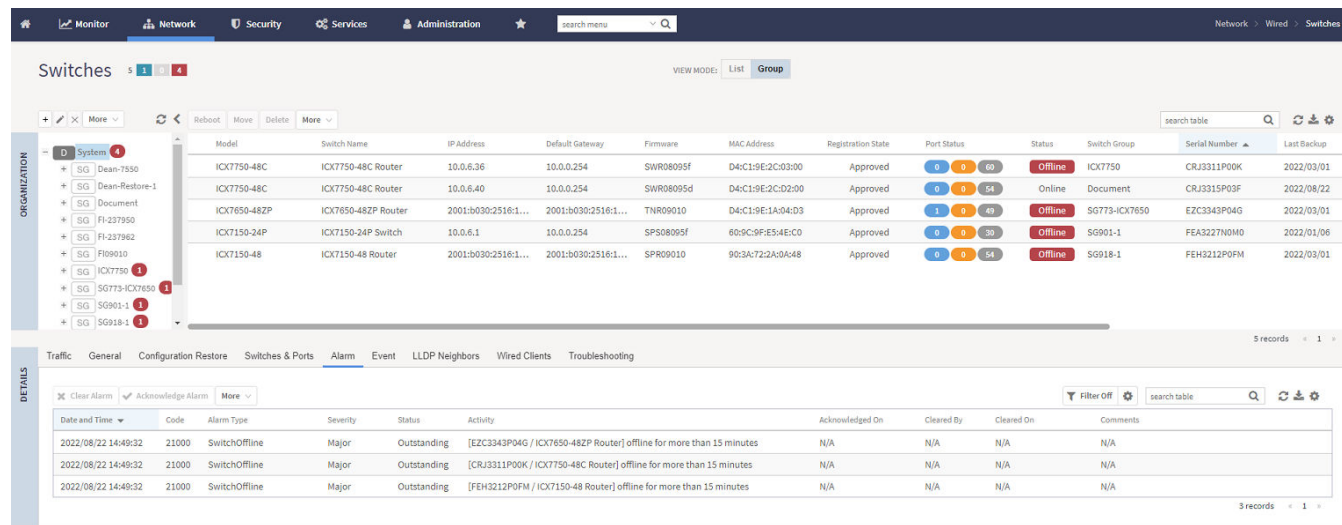 Monitor Network Security Services Administration search menu Network > Wired > Switches
Switches S 1 0 4 VIEW MODE: List Group
+ More Reboot Move Delete More search table
ORGANIZATION
− D System 4
+ SG Dean-7550
+ SG Dean-Restore-1
+ SG Document
+ SG FI-237950
+ SG FI-237962
+ SG FI09010
+ SG ICX7750 1
+ SG SG773-ICX7650 1
+ SG SG901-1 1
+ SG SG918-1 1
Model Switch Name IP Address Default Gateway Firmware MAC Address Registration State Port Status Status Switch Group Serial Number Last Backup
ICX7750-48C ICX7750-48C Router 10.0.6.36 10.0.0.254 SWR08095f D4:C1:9E:2C:03:00 Approved 0 0 60 Offline ICX7750 CRJ3311P00K 2022/03/01
ICX7750-48C ICX7750-48C Router 10.0.6.40 10.0.0.254 SWR08095d D4:C1:9E:2C:D2:00 Approved 0 0 54 Online Document CRJ3315P03F 2022/08/22
ICX7650-48ZP ICX7650-48ZP Router 2001:b030:2516:1... 2001:b030:2516:1... TNR09010 D4:C1:9E:1A:04:D3 Approved 1 0 49 Offline SG773-ICX7650 EZC3343P04G 2022/03/01
ICX7150-24P ICX7150-24P Switch 10.0.6.1 10.0.0.254 SPS08095f 60:9C:9F:E5:4E:C0 Approved 0 0 30 Offline SG901-1 FEA3227N0M0 2022/01/06
ICX7150-48 ICX7150-48 Router 2001:b030:2516:1... 2001:b030:2516:1... SPR09010 90:3A:72:2A:0A:48 Approved 0 0 54 Offline SG918-1 FEH3212P0FM 2022/03/01
5 records « 1 »
DETAILS
Traffic General Configuration Restore Switches & Ports Alarm Event LLDP Neighbors Wired Clients Troubleshooting
Clear Alarm Acknowledge Alarm More Filter Off search table
Date and Time Code Alarm Type Severity Status Activity Acknowledged On Cleared By Cleared On Comments
2022/08/22 14:49:32 21000 SwitchOffline Major Outstanding [EZC3343P04G / ICX7650-48ZP Router] offline for more than 15 minutes N/A N/A N/A N/A
2022/08/22 14:49:32 21000 SwitchOffline Major Outstanding [CRJ3311P00K / ICX7750-48C Router] offline for more than 15 minutes N/A N/A N/A N/A
2022/08/22 14:49:32 21000 SwitchOffline Major Outstanding [FEH3212P0FM / ICX7150-48 Router] offline for more than 15 minutes N/A N/A N/A N/A
3 records « 1 »